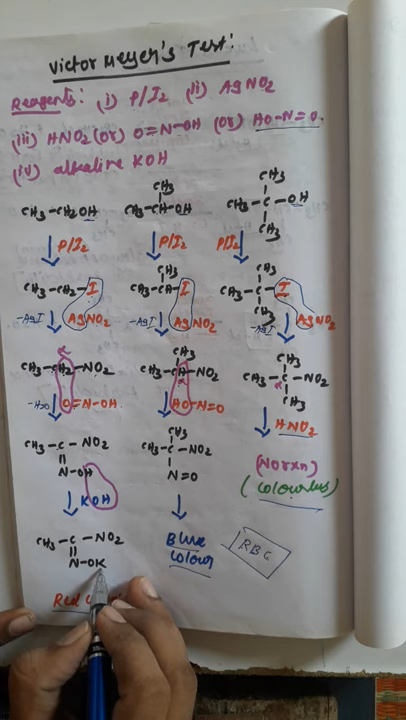 Victor Meyer's Test:
Reagents: (i) P/I2 (ii) AgNO2
(iii) HNO2 (or) O=N-OH (or) HO-N=O.
(iv) alkaline KOH
CH3 CH3
CH3-CH2OH CH3-CH-OH CH3-C-OH
CH3
P/I2 P/I2 P/I2
CH3 CH3
CH3-CH2-I CH3-CH-I CH3-C-I
CH3
-AgI AgNO2 -AgI AgNO2 -AgI AgNO2
α CH3 CH3
CH3-CH2-NO2 CH3-CH-NO2 CH3-C-NO2
α α CH3
-H2O O=N-OH HO-N=O HNO2
CH3
CH3-C-NO2 CH3-C-NO2 (No rxn)
N-OH N=O (Colourless)
KOH
CH3-C-NO2 Blue
N-OK colour RBC
Red